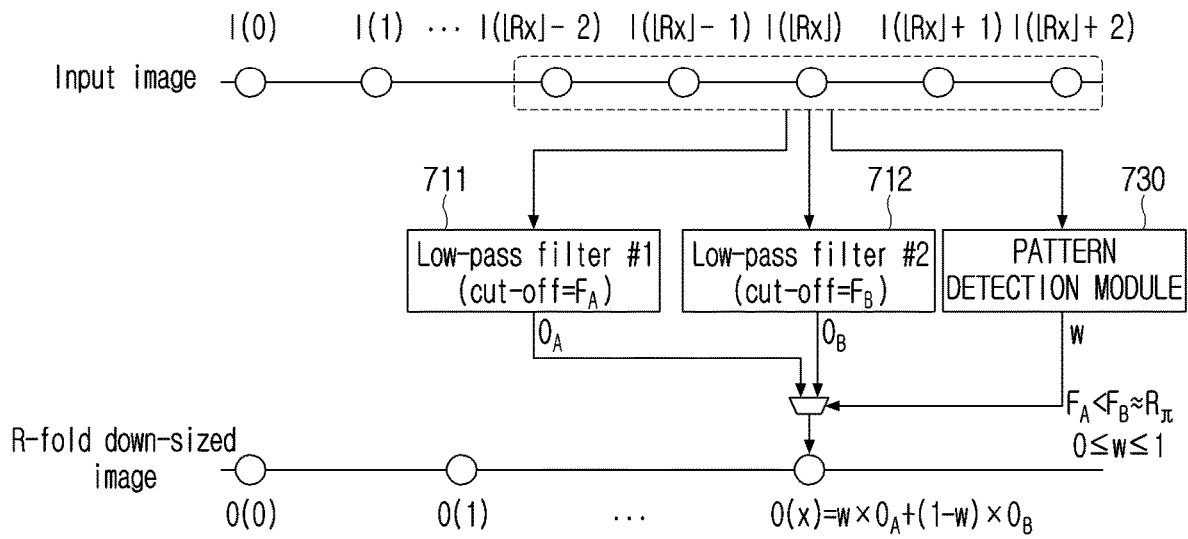 I(0) I(1) ... I(⌊Rx⌋- 2) I(⌊Rx⌋- 1) I(⌊Rx⌋) I(⌊Rx⌋+ 1) I(⌊Rx⌋+ 2)
Input image
711
712
730
Low-pass filter #1
(cut-off=F_A)
Low-pass filter #2
(cut-off=F_B)
PATTERN
DETECTION MODULE
O_A
O_B
w
F_A<F_B≈R_π
0≤w≤1
R-fold down-sized
image
O(0) O(1) ... O(x)=w×O_A+(1-w)×O_B